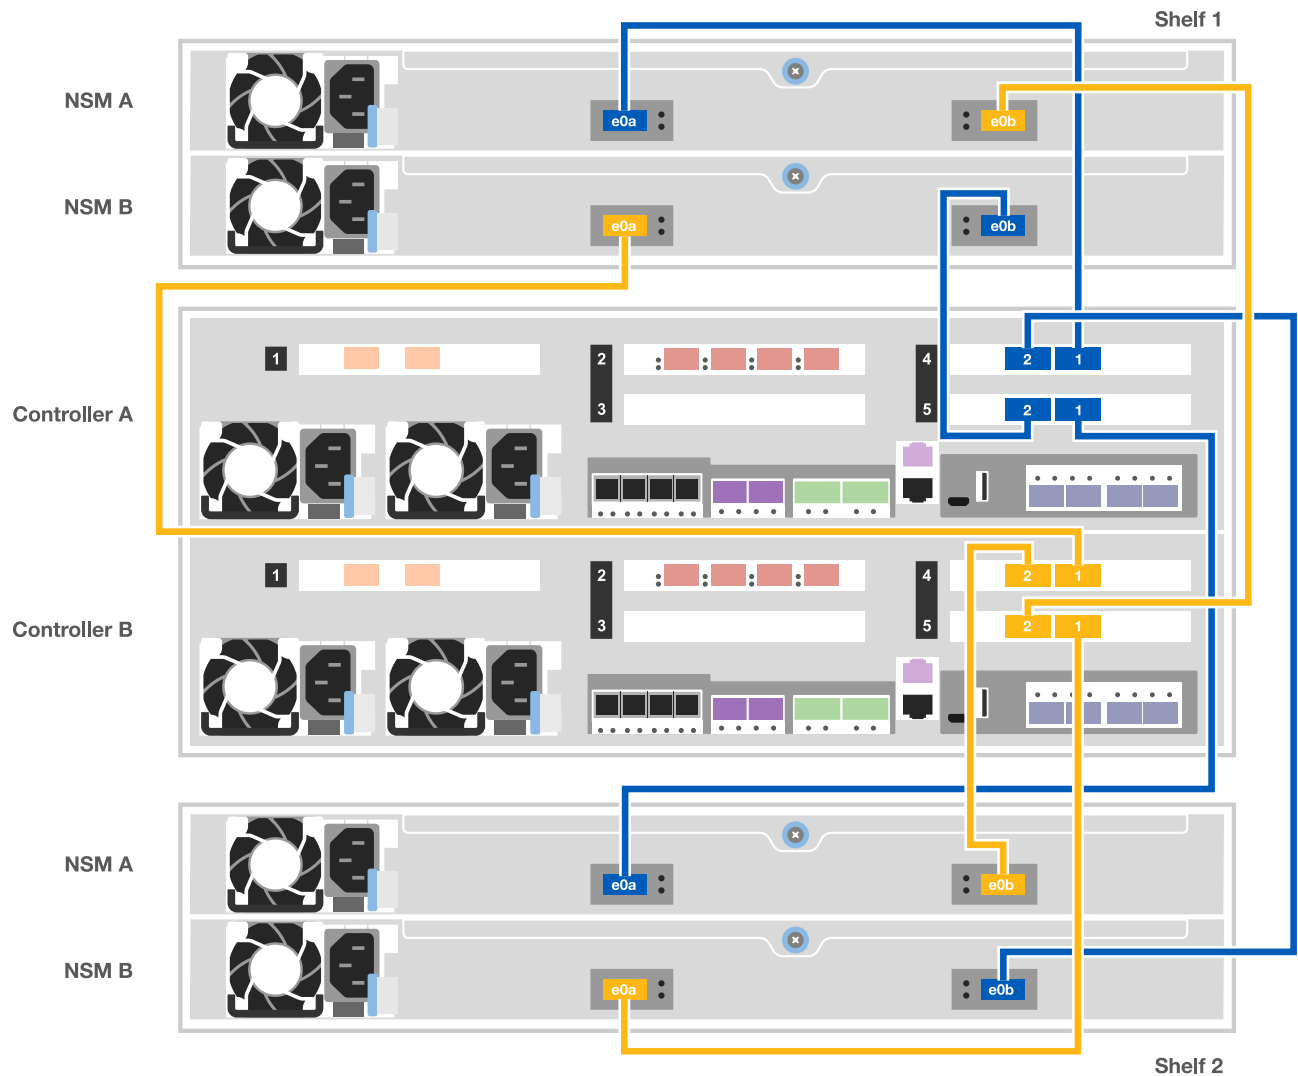 Shelf 1
NSM A
e0a
e0b
NSM B
e0a
e0b
Controller A
1
2
3
4
5
2 1
2 1
Controller B
1
2
3
4
5
2 1
2 1
NSM A
e0a
e0b
NSM B
e0a
e0b
Shelf 2